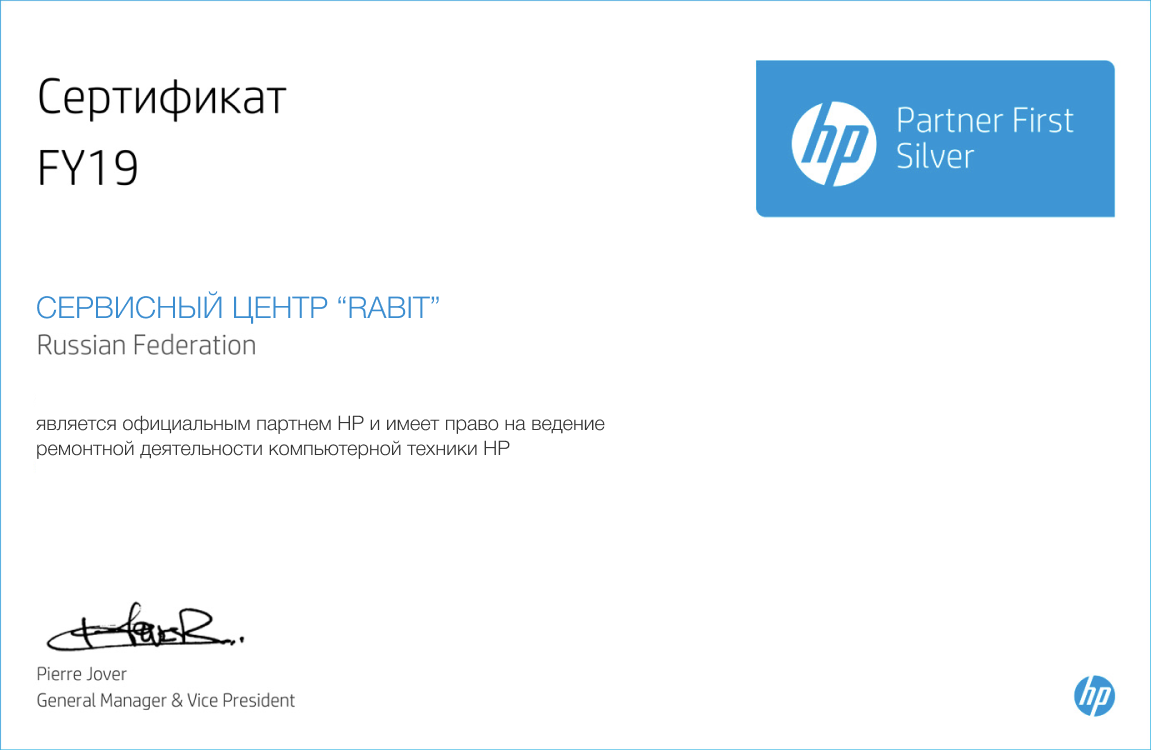 Сертификат
FY19
hp
Partner First
Silver
СЕРВИСНЫЙ ЦЕНТР “RABIT”
Russian Federation
является официальным партнем HP и имеет право на ведение
ремонтной деятельности компьютерной техники HP
Pierre Jover
General Manager & Vice President
hp